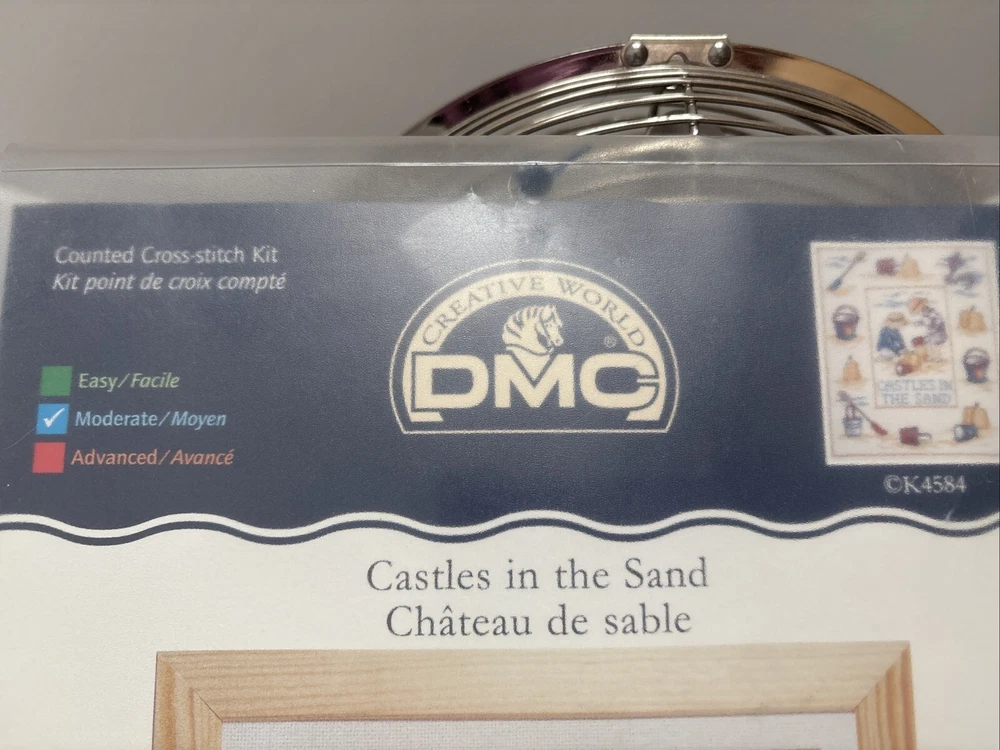 Counted Cross-stitch Kit
Kit point de croix compté
Easy/Facile
Moderate/Moyen
Advanced/Avancé
CREATIVE WORLD
DMC®
CASTLES IN
THE SAND
©K4584
Castles in the Sand
Château de sable